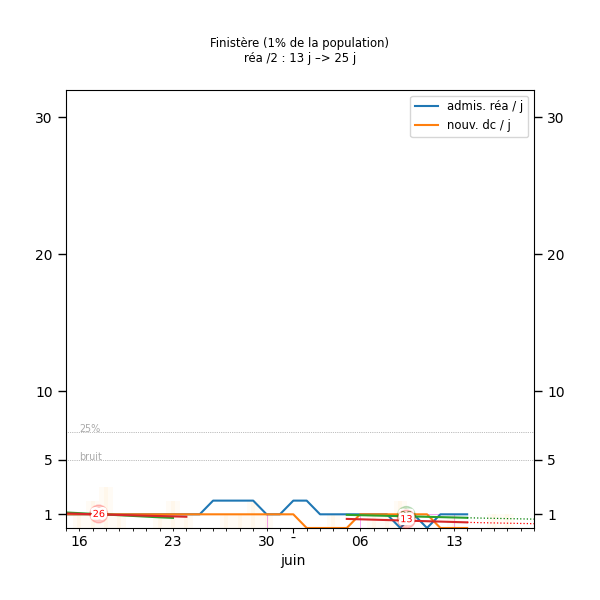 Finistère (1% de la population)
réa /2 : 13 j –> 25 j
admis. réa / j
nouv. dc / j
30 30
20 20
10 10
25%
bruit
5 5
1 1
26
13
16 23 30 - 06 13
juin